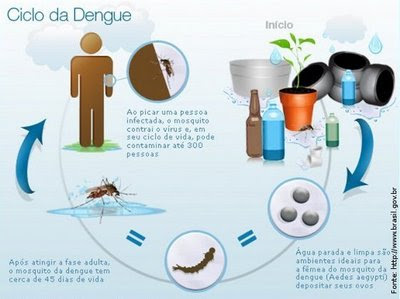 Ciclo da Dengue
Início
Ao picar uma pessoa
infectada, o mosquito
contrai o vírus e, em
seu ciclo de vida, pode
contaminar até 300
pessoas
Após atingir a fase adulta,
o mosquito da dengue tem
cerca de 45 dias de vida
Água parada e limpa são
ambientes ideais para
a fêmea do mosquito da
dengue (Aedes aegypti)
depositar seus ovos
Fonte: http://www.brasil.gov.br